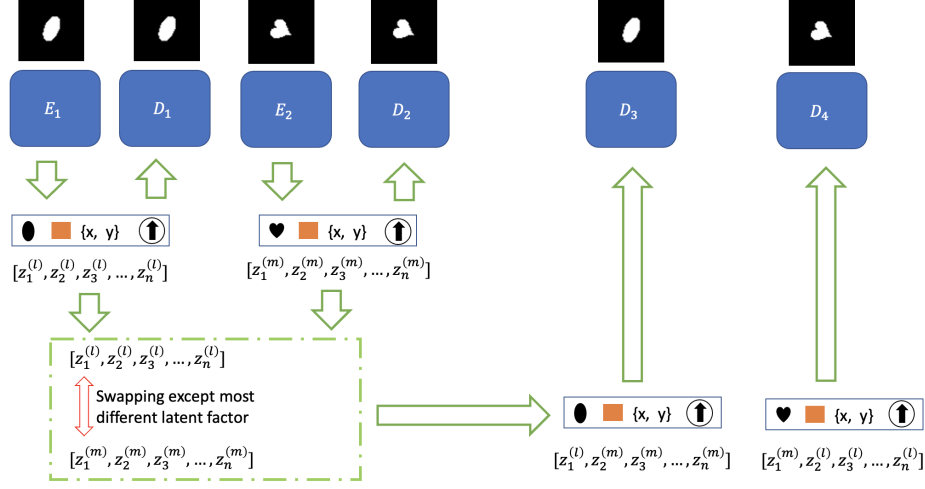 E₁ D₁ E₂ D₂ D₃ D₄
{x, y} {x, y}
[z₁⁽ˡ⁾, z₂⁽ˡ⁾, z₃⁽ˡ⁾, …, zₙ⁽ˡ⁾] [z₁⁽ᵐ⁾, z₂⁽ᵐ⁾, z₃⁽ᵐ⁾, …, zₙ⁽ᵐ⁾]
[z₁⁽ˡ⁾, z₂⁽ˡ⁾, z₃⁽ˡ⁾, …, zₙ⁽ˡ⁾]
Swapping except most
different latent factor
[z₁⁽ᵐ⁾, z₂⁽ᵐ⁾, z₃⁽ᵐ⁾, …, zₙ⁽ᵐ⁾]
{x, y} {x, y}
[z₁⁽ˡ⁾, z₂⁽ᵐ⁾, z₃⁽ᵐ⁾, …, zₙ⁽ᵐ⁾] [z₁⁽ᵐ⁾, z₂⁽ˡ⁾, z₃⁽ˡ⁾, …, zₙ⁽ˡ⁾]